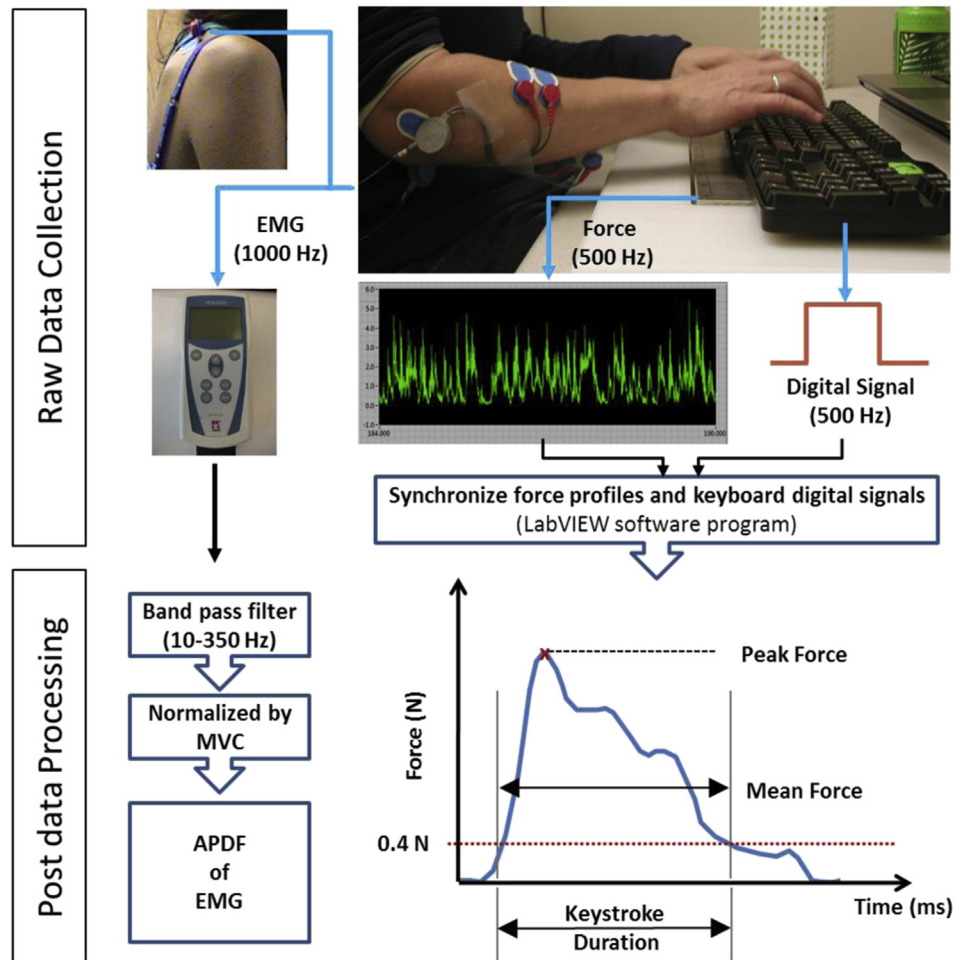 Raw Data Collection
EMG
(1000 Hz)
Force
(500 Hz)
6.0
5.0
4.0
3.0
2.0
1.0
0.0
-1.0
184.000
190.000
Digital Signal
(500 Hz)
Synchronize force profiles and keyboard digital signals
(LabVIEW software program)
Post data Processing
Band pass filter
(10-350 Hz)
Normalized by
MVC
APDF
of
EMG
Force (N)
Peak Force
Mean Force
0.4 N
Time (ms)
Keystroke
Duration